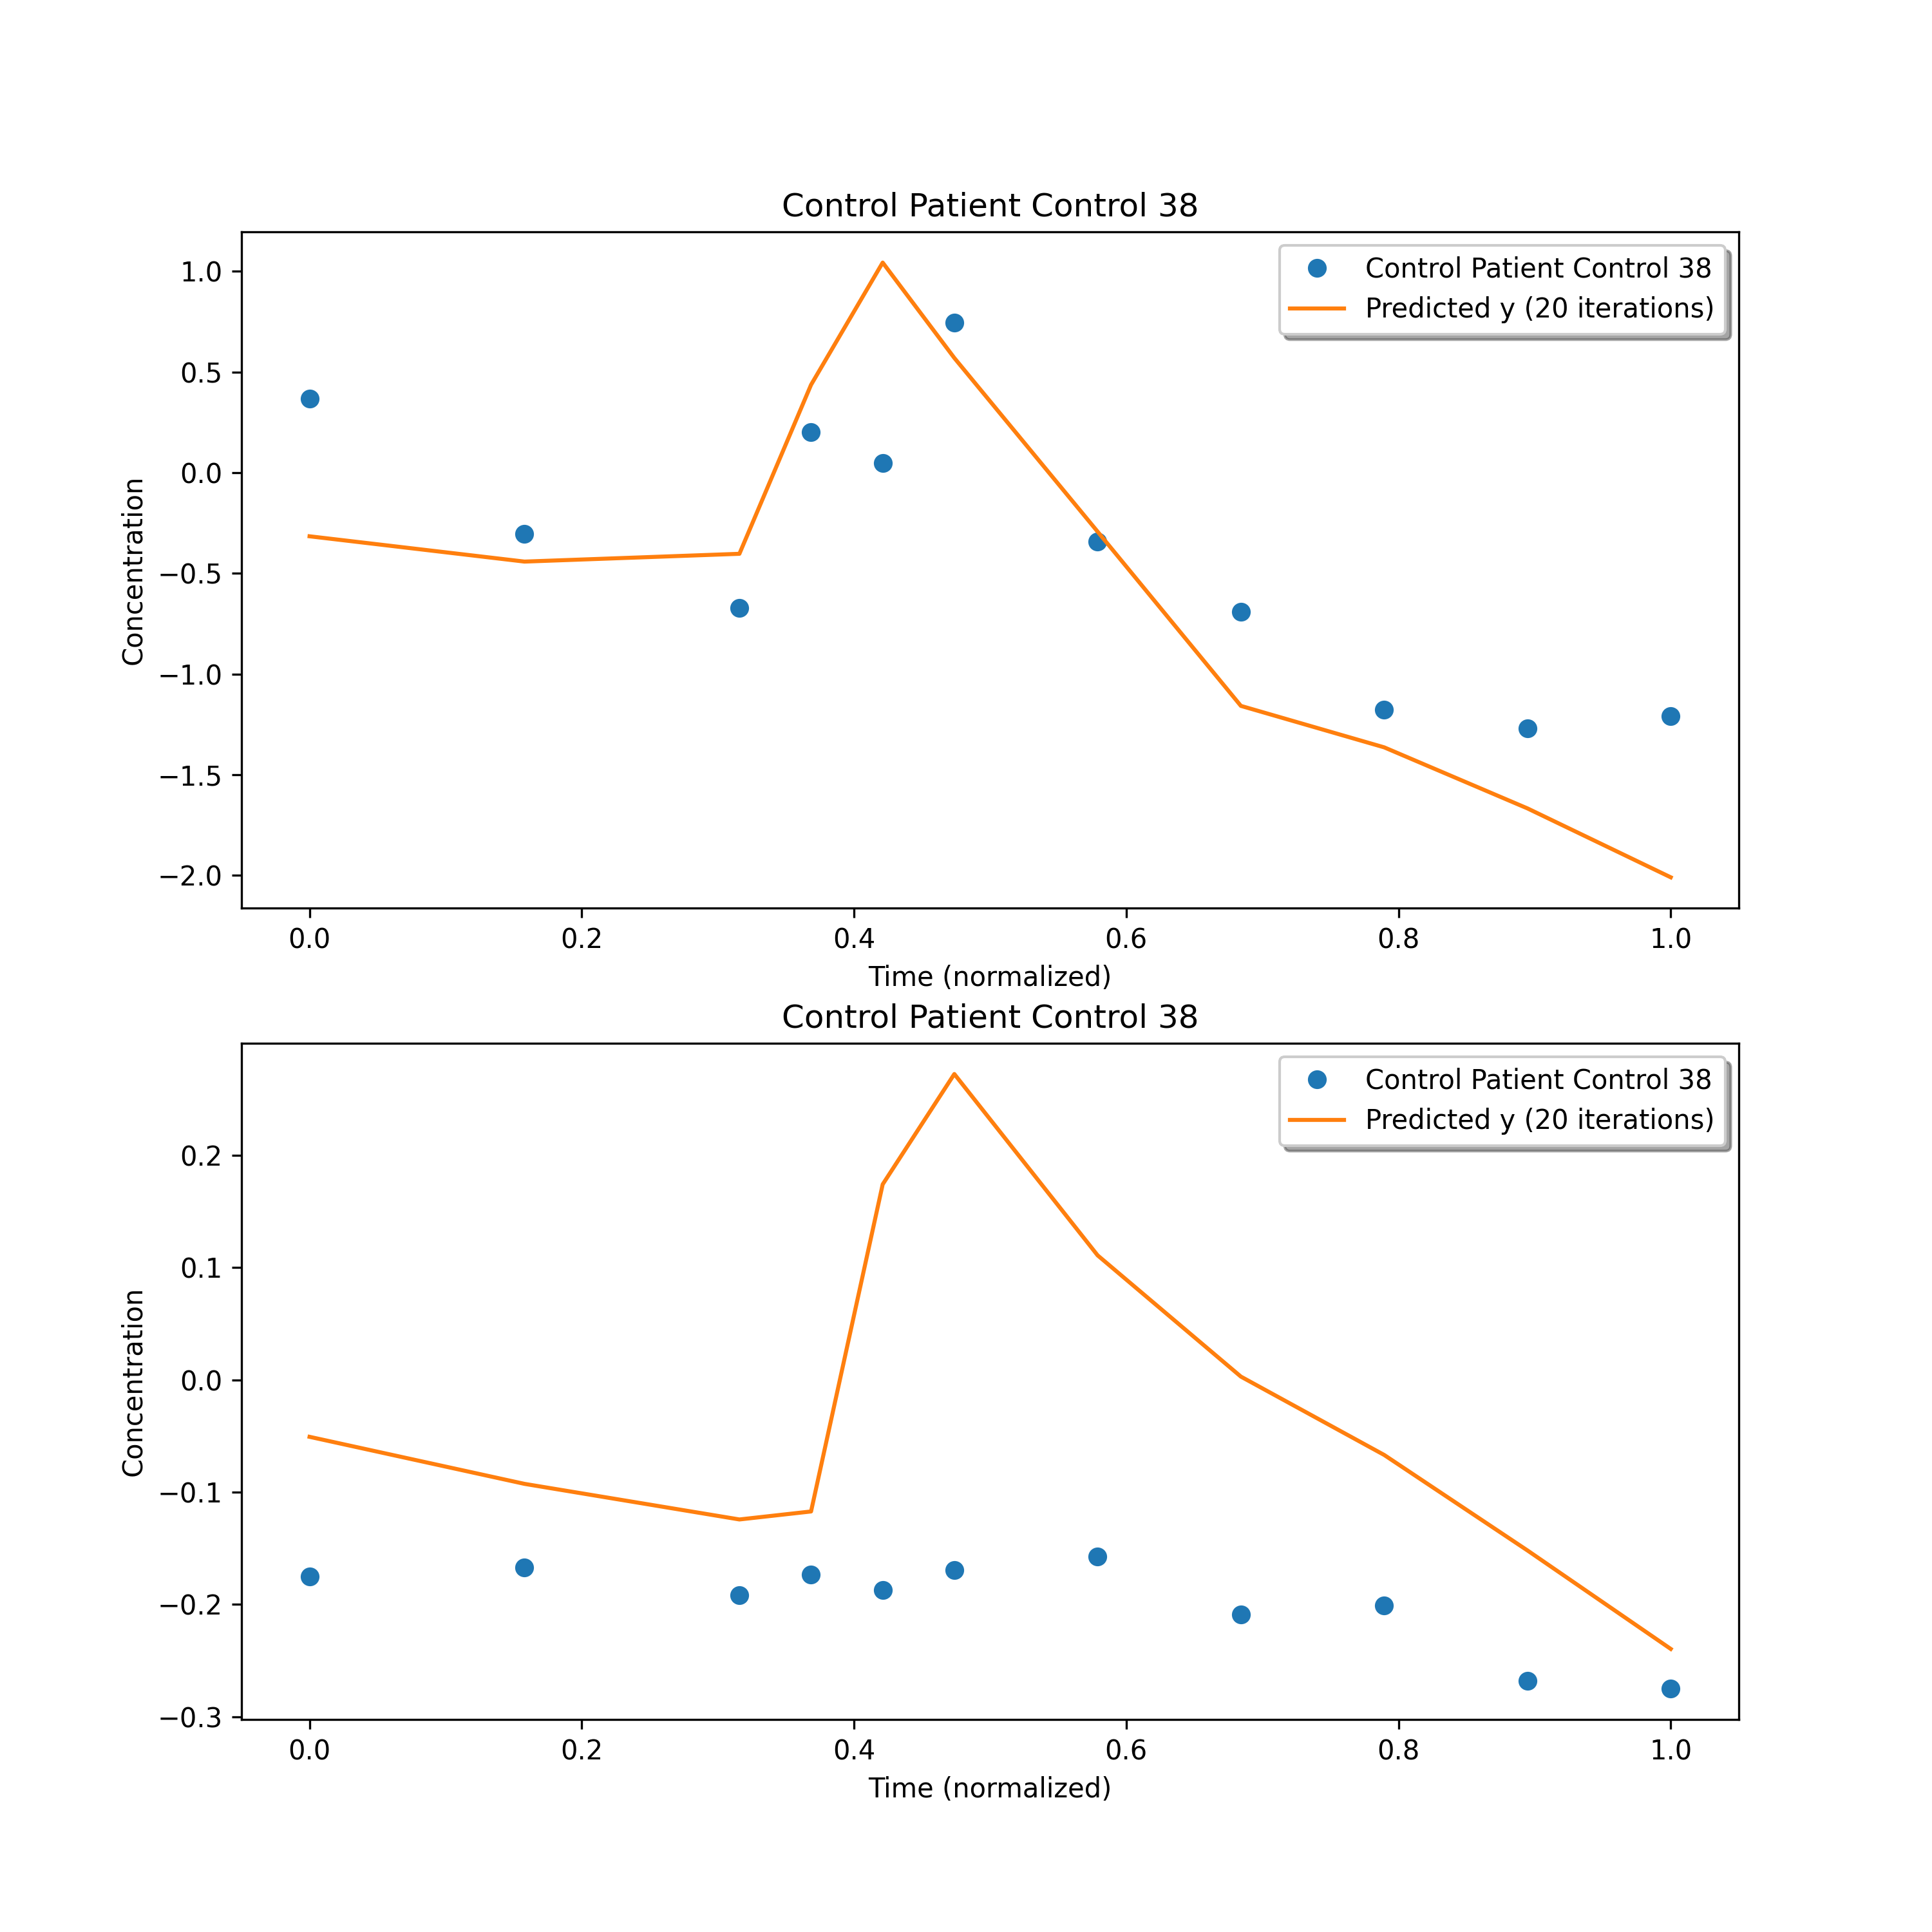 Control Patient Control 38
Control Patient Control 38
Predicted y (20 iterations)
1.0
0.5
0.0
−0.5
−1.0
−1.5
−2.0
Concentration
0.0 0.2 0.4 0.6 0.8 1.0
Time (normalized)
Control Patient Control 38
Control Patient Control 38
Predicted y (20 iterations)
0.2
0.1
0.0
−0.1
−0.2
−0.3
Concentration
0.0 0.2 0.4 0.6 0.8 1.0
Time (normalized)